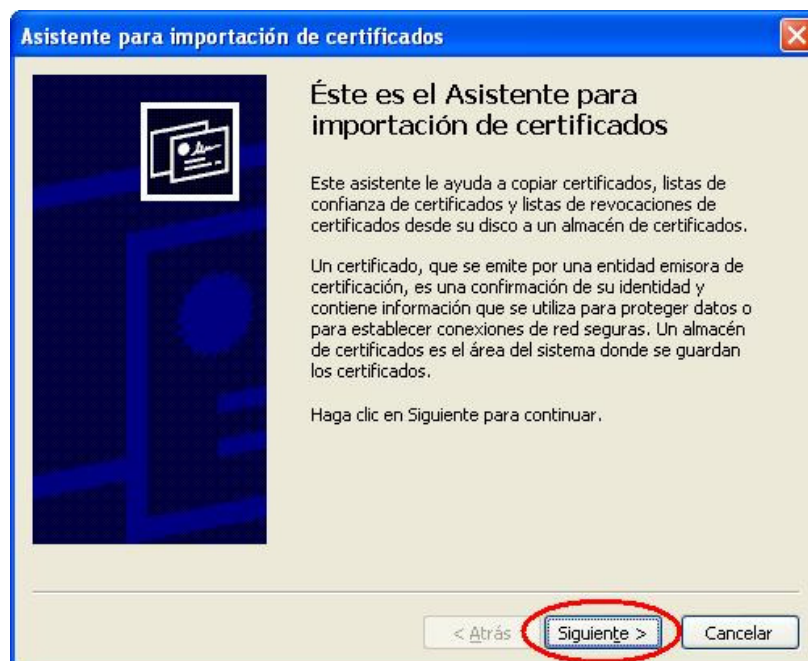 Asistente para importación de certificados
Éste es el Asistente para
importación de certificados
Este asistente le ayuda a copiar certificados, listas de
confianza de certificados y listas de revocaciones de
certificados desde su disco a un almacén de certificados.
Un certificado, que se emite por una entidad emisora de
certificación, es una confirmación de su identidad y
contiene información que se utiliza para proteger datos o
para establecer conexiones de red seguras. Un almacén
de certificados es el área del sistema donde se guardan
los certificados.
Haga clic en Siguiente para continuar.
< Atrás Siguiente > Cancelar